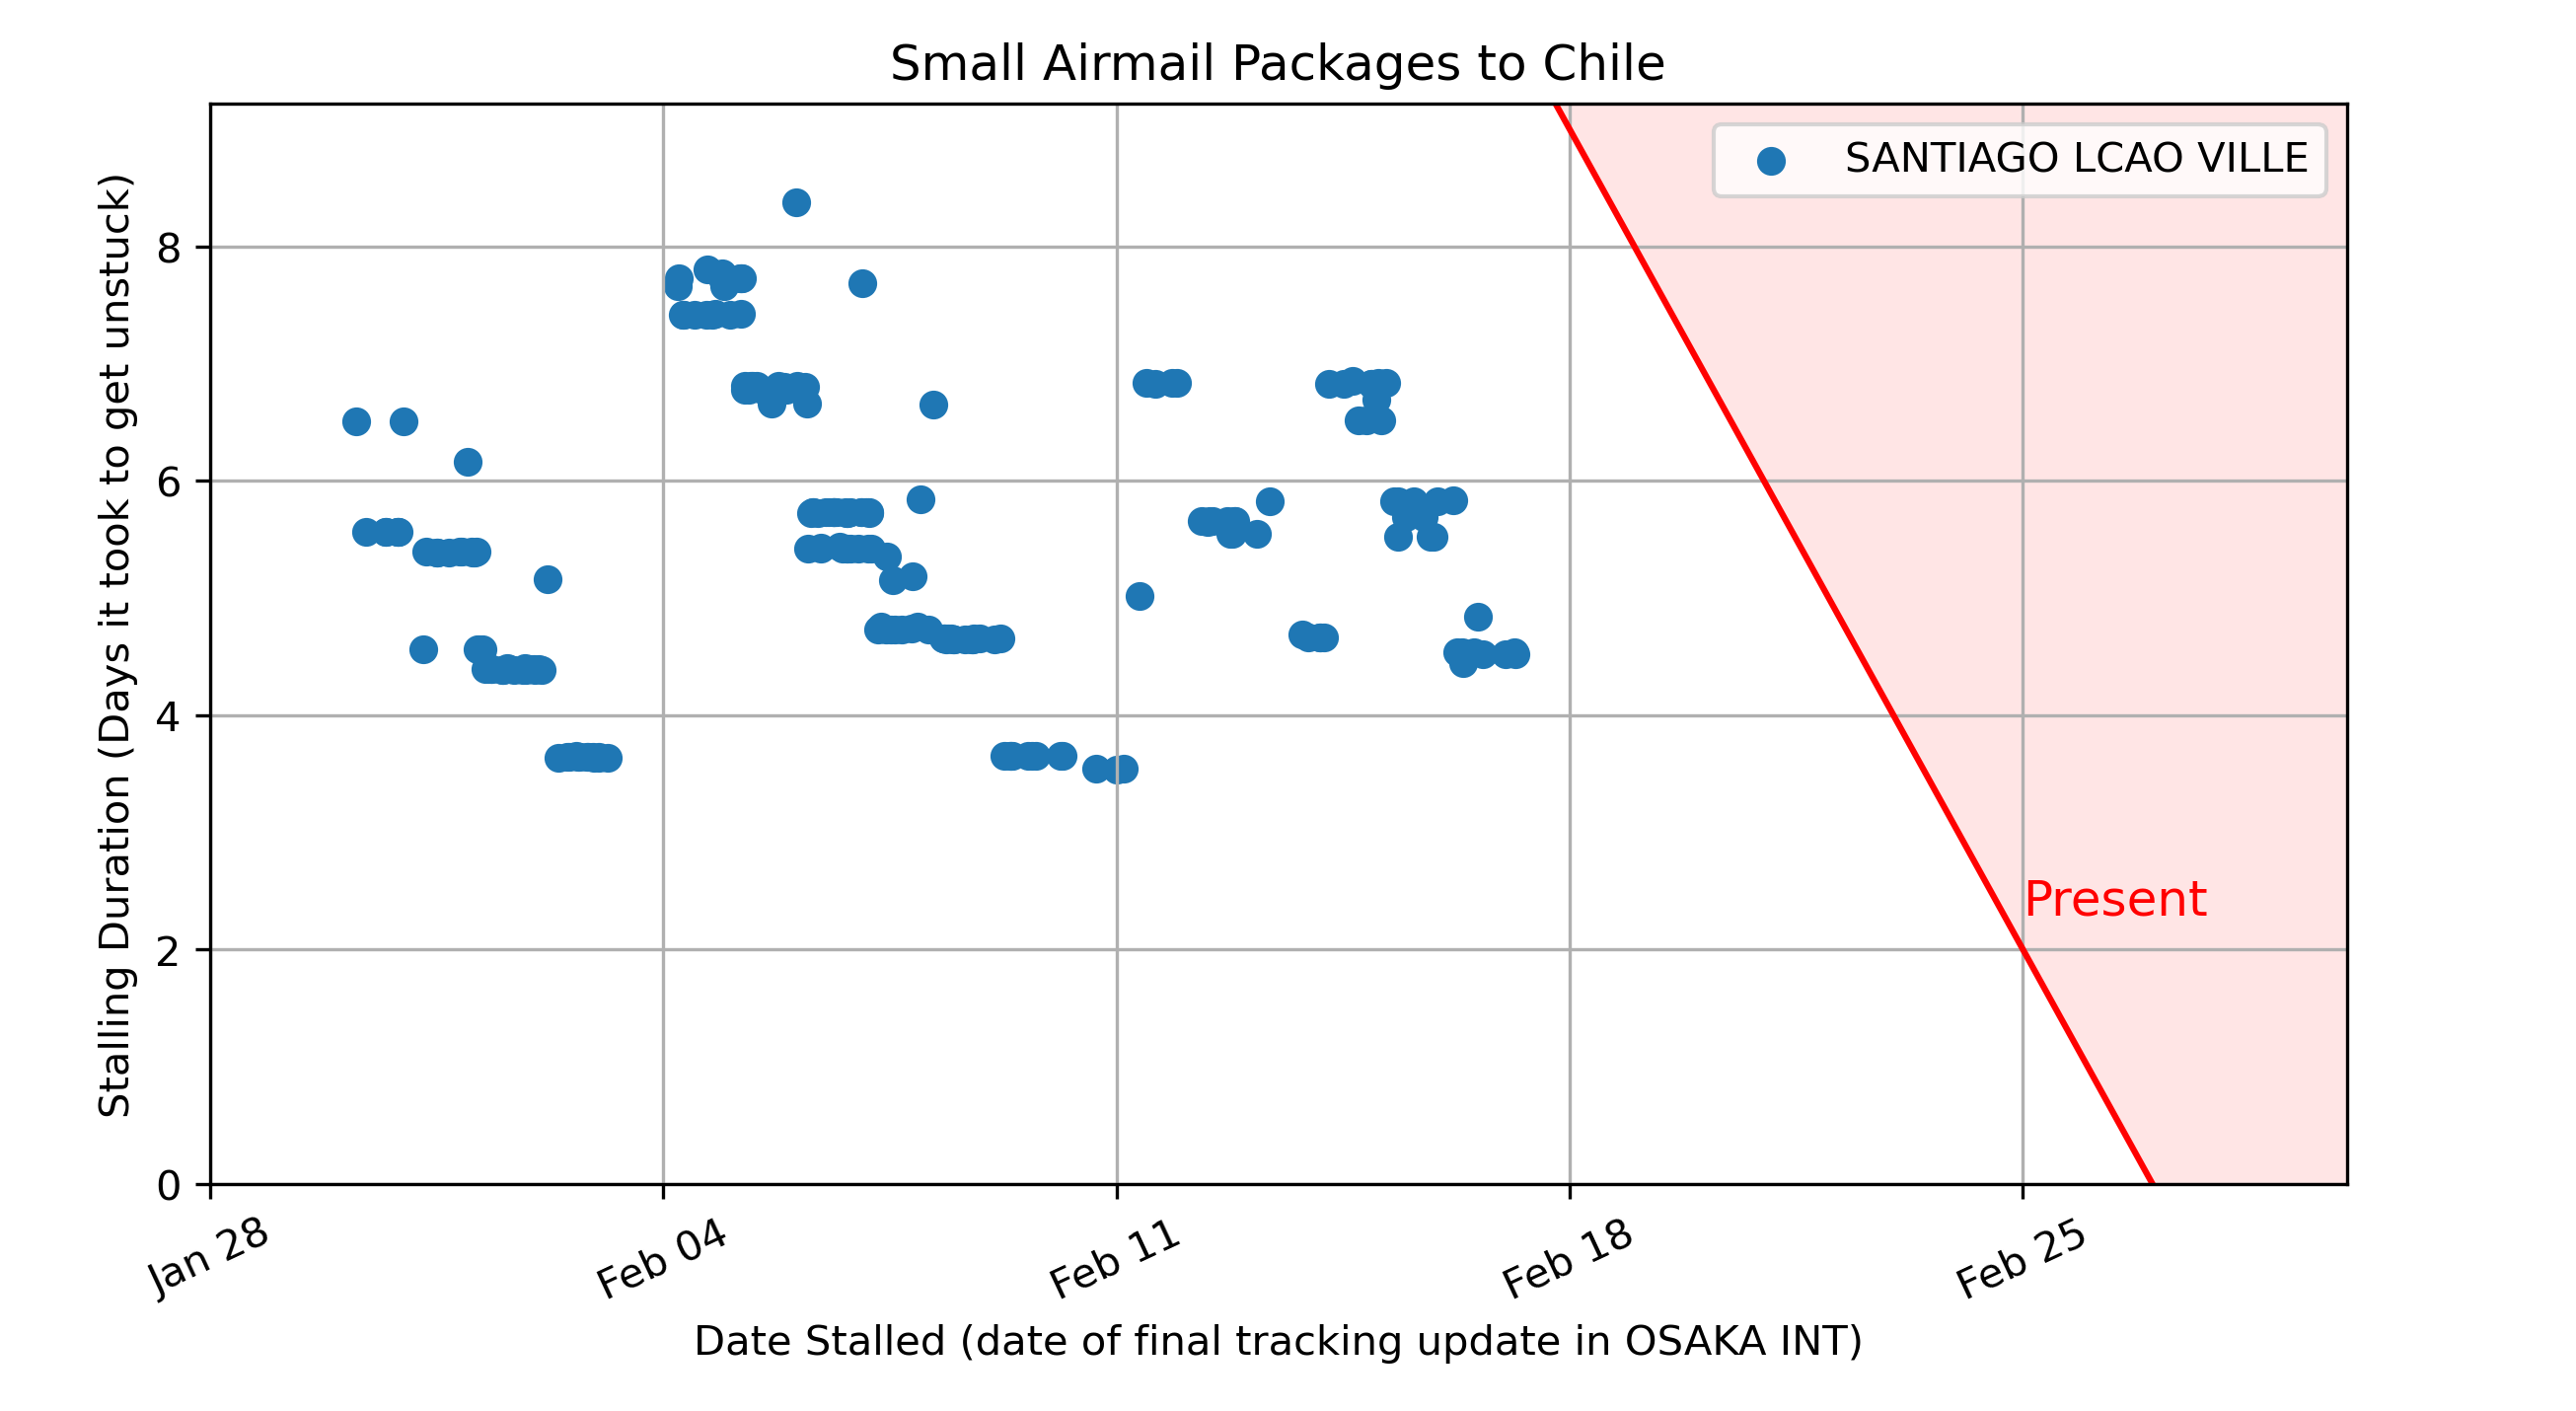 Small Airmail Packages to Chile
SANTIAGO LCAO VILLE
Stalling Duration (Days it took to get unstuck)
8
6
4
2
0
Present
Jan 28
Feb 04
Feb 11
Feb 18
Feb 25
Date Stalled (date of final tracking update in OSAKA INT)